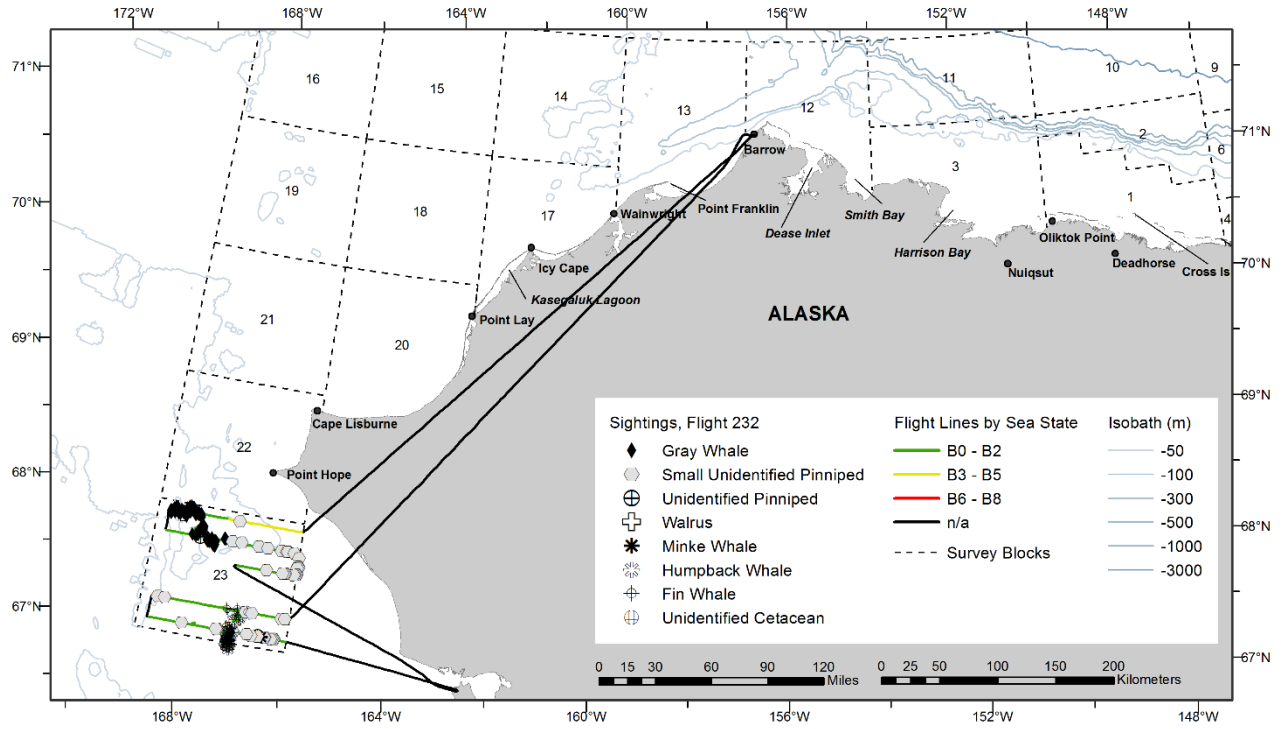 172°W 168°W 164°W 160°W 156°W 152°W 148°W
71°N
70°N
69°N
68°N
67°N
71°N
70°N
69°N
68°N
67°N
16
15
14
13
12
11
10
9
2
6
3
1
4
19
18
17
21
20
22
23
Barrow
Wainwright
Point Franklin
Dease Inlet
Smith Bay
Harrison Bay
Oliktok Point
Nuiqsut
Deadhorse
Cross Is
Icy Cape
Kasegaluk Lagoon
Point Lay
ALASKA
Cape Lisburne
Point Hope
Sightings, Flight 232
Gray Whale
Small Unidentified Pinniped
Unidentified Pinniped
Walrus
Minke Whale
Humpback Whale
Fin Whale
Unidentified Cetacean
Flight Lines by Sea State
B0 - B2
B3 - B5
B6 - B8
n/a
Survey Blocks
Isobath (m)
-50
-100
-300
-500
-1000
-3000
0 15 30 60 90 120
Miles
0 25 50 100 150 200
Kilometers
168°W 164°W 160°W 156°W 152°W 148°W